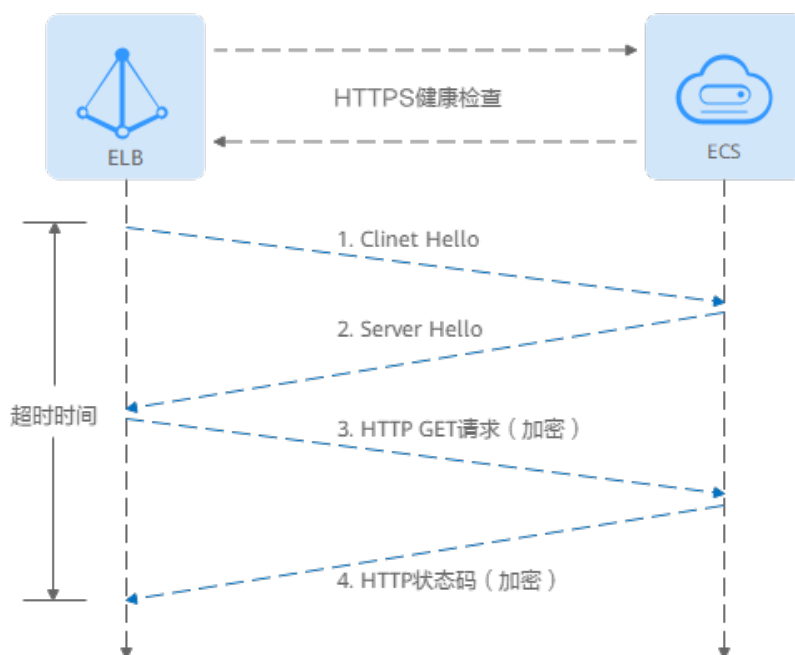 HTTPS健康检查
ELB
ECS
1. Clinet Hello
2. Server Hello
超时时间
3. HTTP GET请求（加密）
4. HTTP状态码（加密）